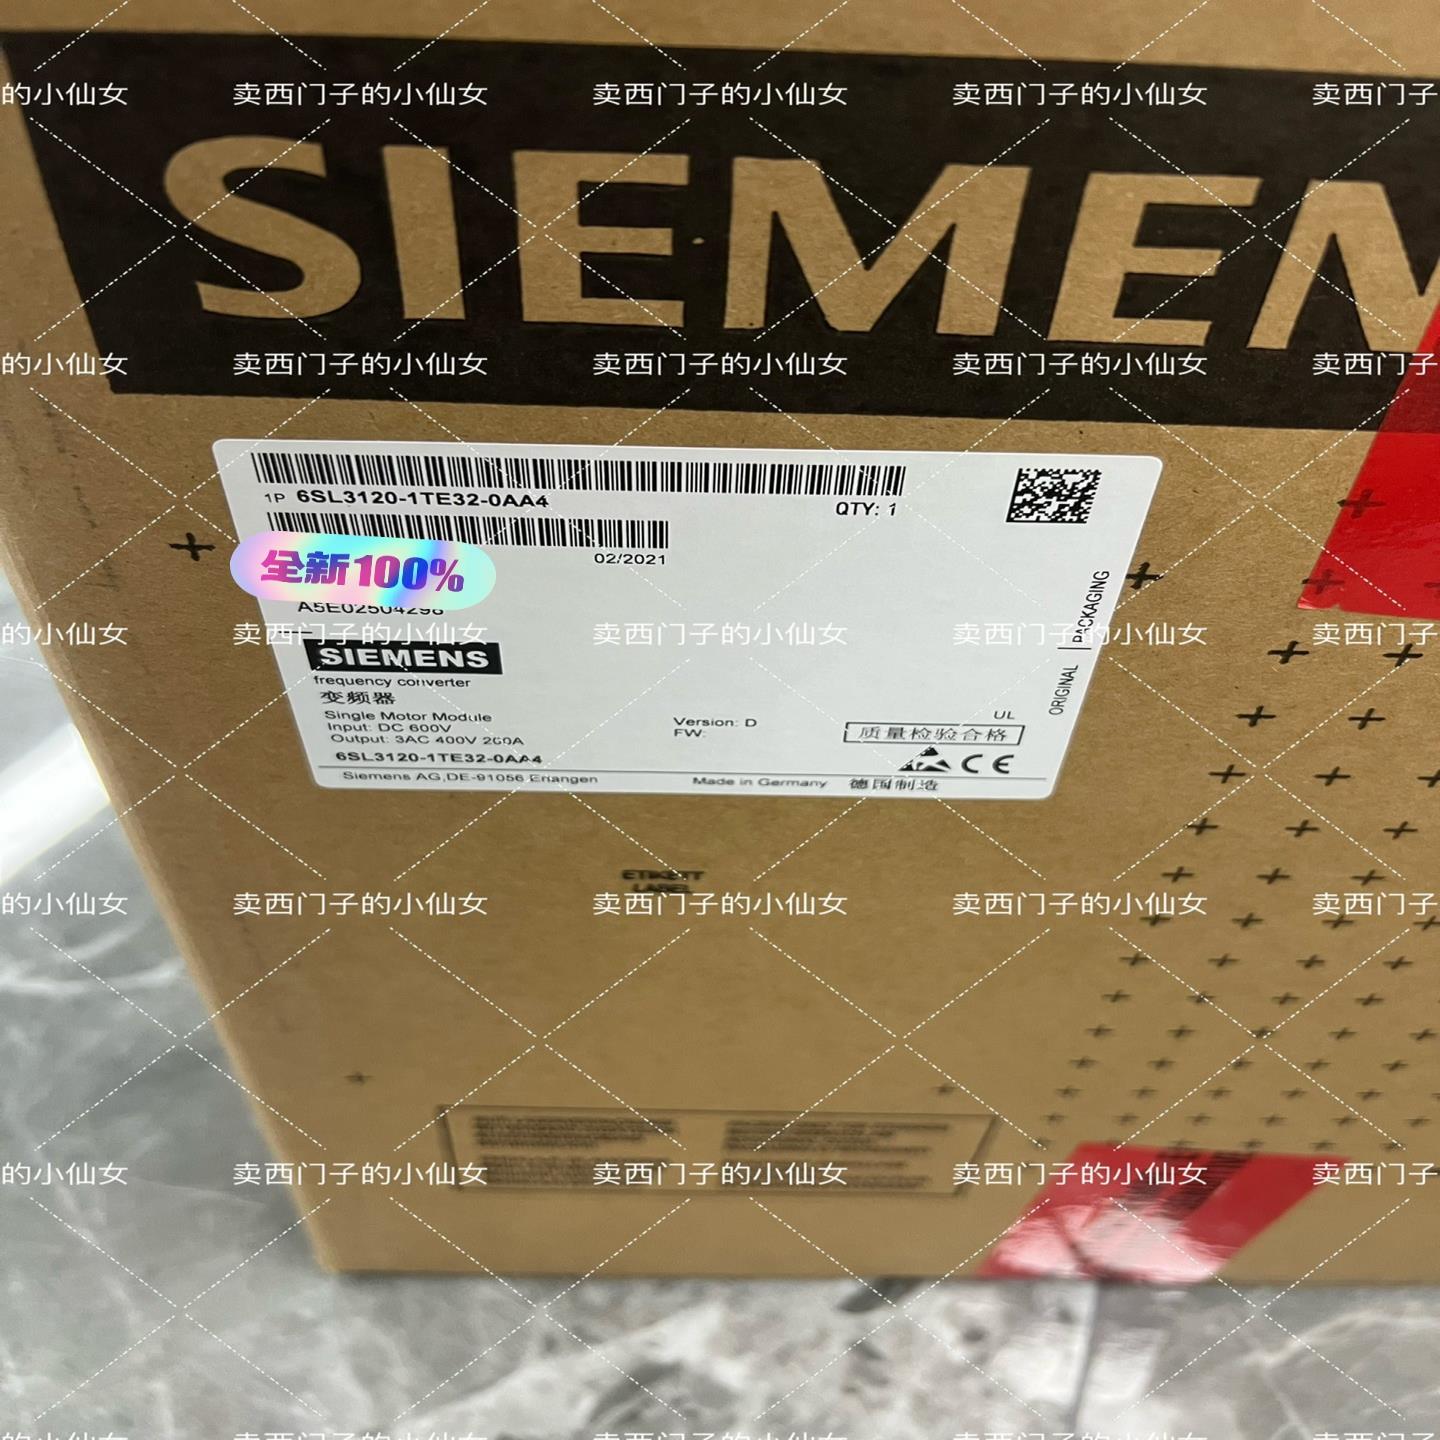 SIEMEN
1P 6SL3120-1TE32-0AA4
QTY: 1
02/2021
全新100%
A5E02504298
SIEMENS
frequency converter
变频器
Single Motor Module
Input: DC 600V
Output: 3AC 400V 200A
6SL3120-1TE32-0AA4
Version: D
FW:
UL
质量检验合格
CE
ORIGINAL
PACKAGING
Siemens AG,DE-91056 Erlangen
Made in Germany
德国制造
ETIKETT
LABEL
的小仙女 卖西门子的小仙女 卖西门子的小仙女 卖西门子的小仙女 卖西门子
的小仙女 卖西门子的小仙女 卖西门子的小仙女 卖西门子的小仙女 卖西门子
的小仙女 卖西门子的小仙女 卖西门子的小仙女 卖西门子的小仙女 卖西门子
的小仙女 卖西门子的小仙女 卖西门子的小仙女 卖西门子的小仙女 卖西门子
的小仙女 卖西门子的小仙女 卖西门子的小仙女 卖西门子的小仙女 卖西门子